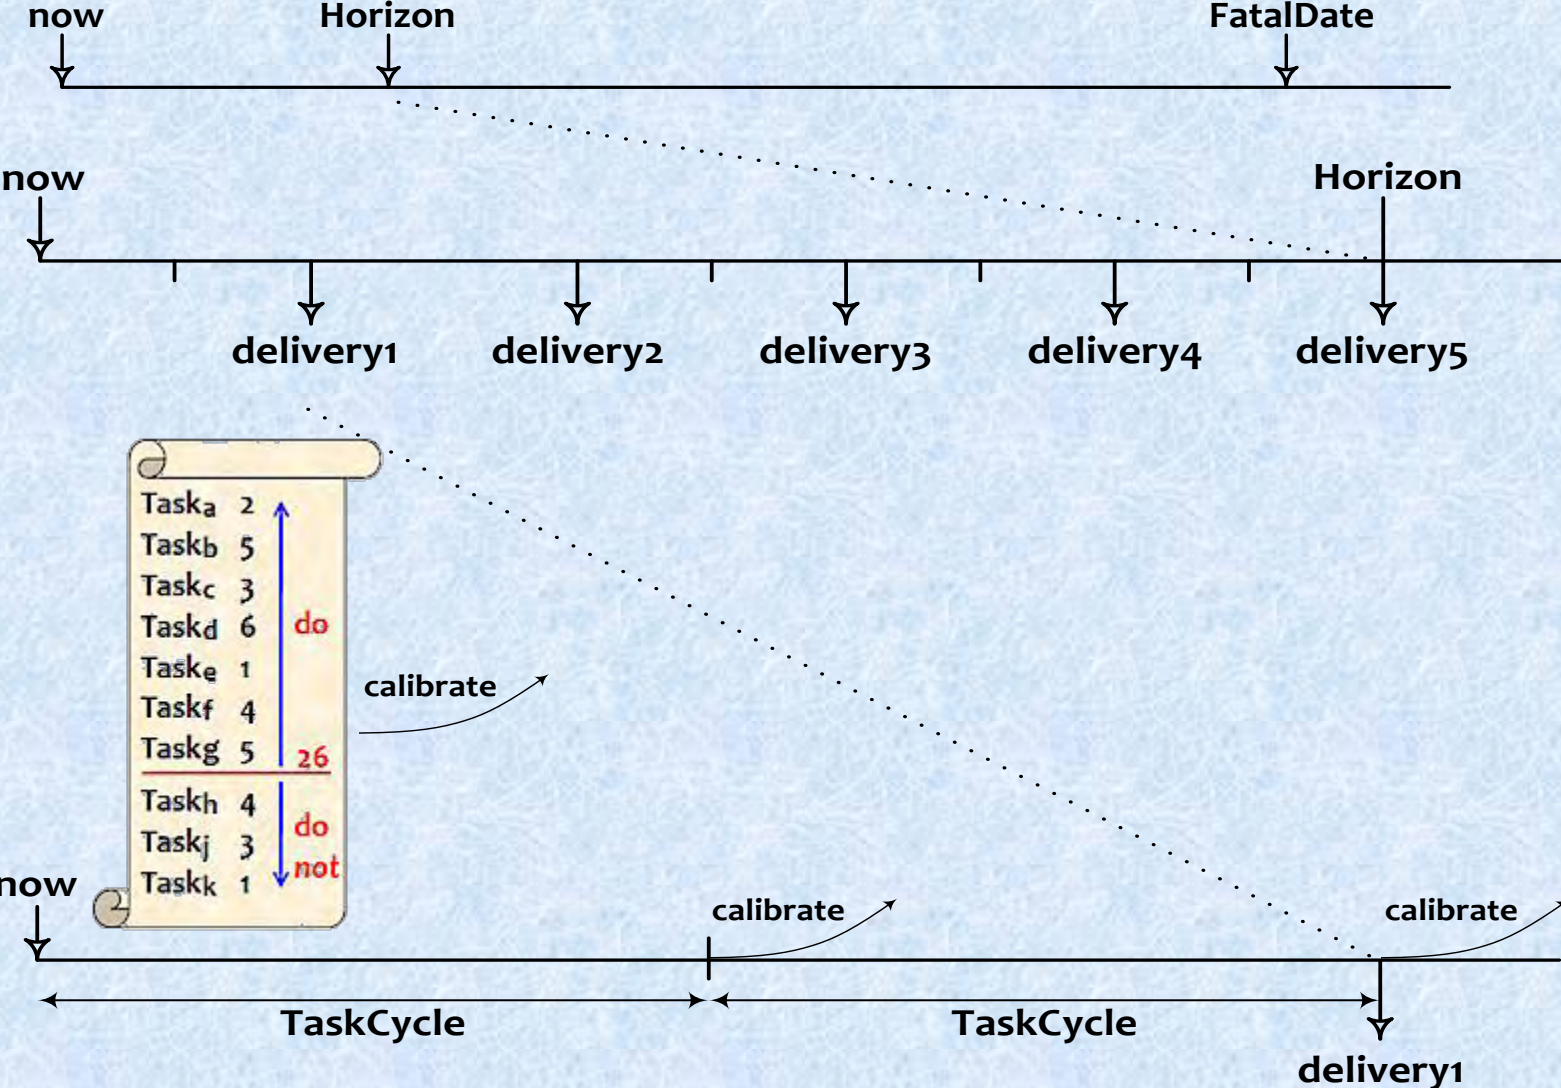 now Horizon FatalDate
now Horizon
delivery1 delivery2 delivery3 delivery4 delivery5
Taska 2
Taskb 5
Taskc 3
Taskd 6 do
Taske 1
Taskf 4
Taskg 5 26
Taskh 4
do
Taskj 3
not
Taskk 1
calibrate
now calibrate calibrate
TaskCycle TaskCycle
delivery1